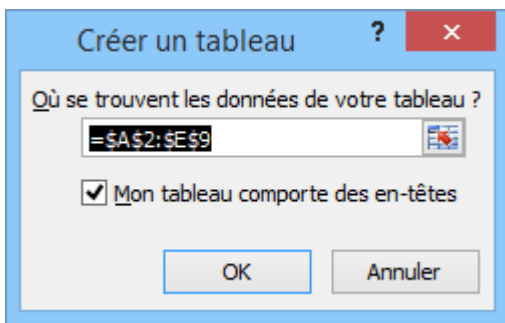 Créer un tableau ?
Où se trouvent les données de votre tableau ?
=$A$2:$E$9
Mon tableau comporte des en-têtes
OK Annuler